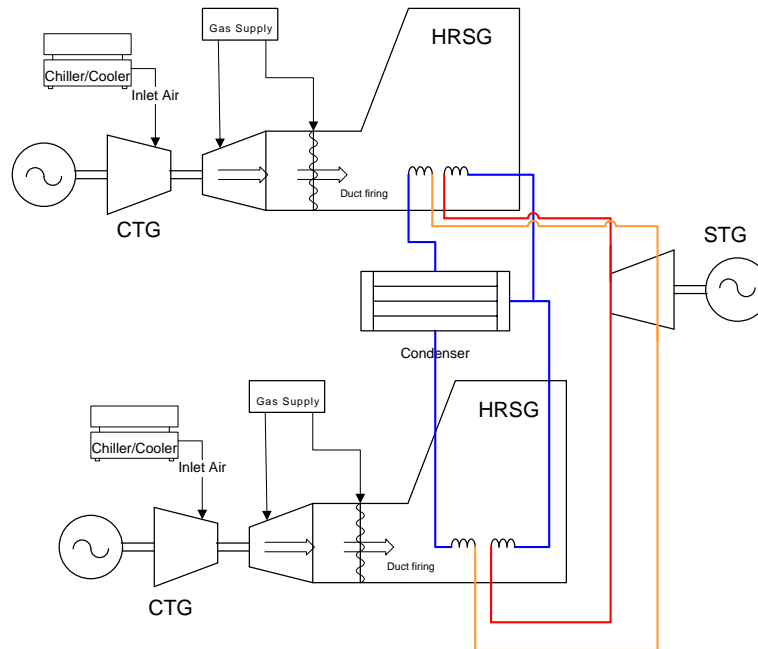 Gas Supply
HRSG
Chiller/Cooler
Inlet Air
Duct firing
CTG
STG
Condenser
Gas Supply
HRSG
Chiller/Cooler
Inlet Air
Duct firing
CTG